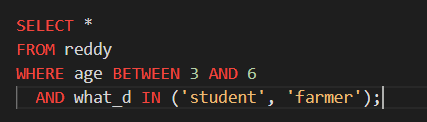 SELECT *
FROM reddy
WHERE age BETWEEN 3 AND 6
  AND what_d IN ('student', 'farmer');